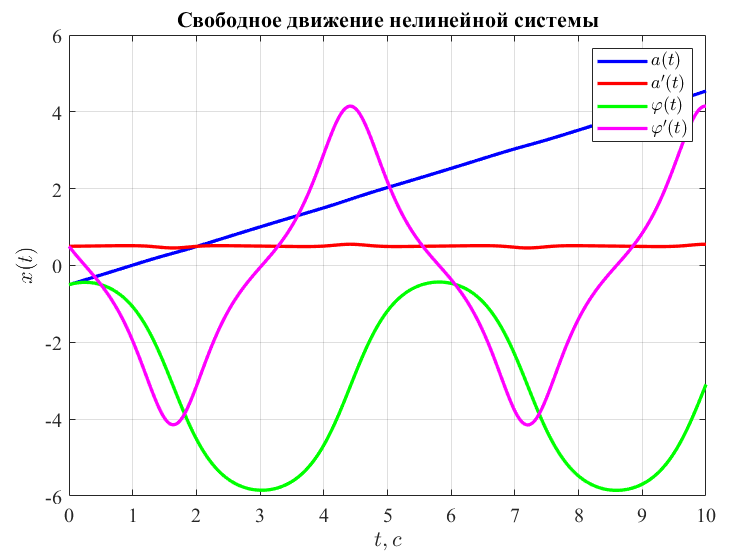 Свободное движение нелинейной системы
6
4
2
0
-2
-4
-6
x(t)
a(t)
a′(t)
φ(t)
φ′(t)
0 1 2 3 4 5 6 7 8 9 10
t, c